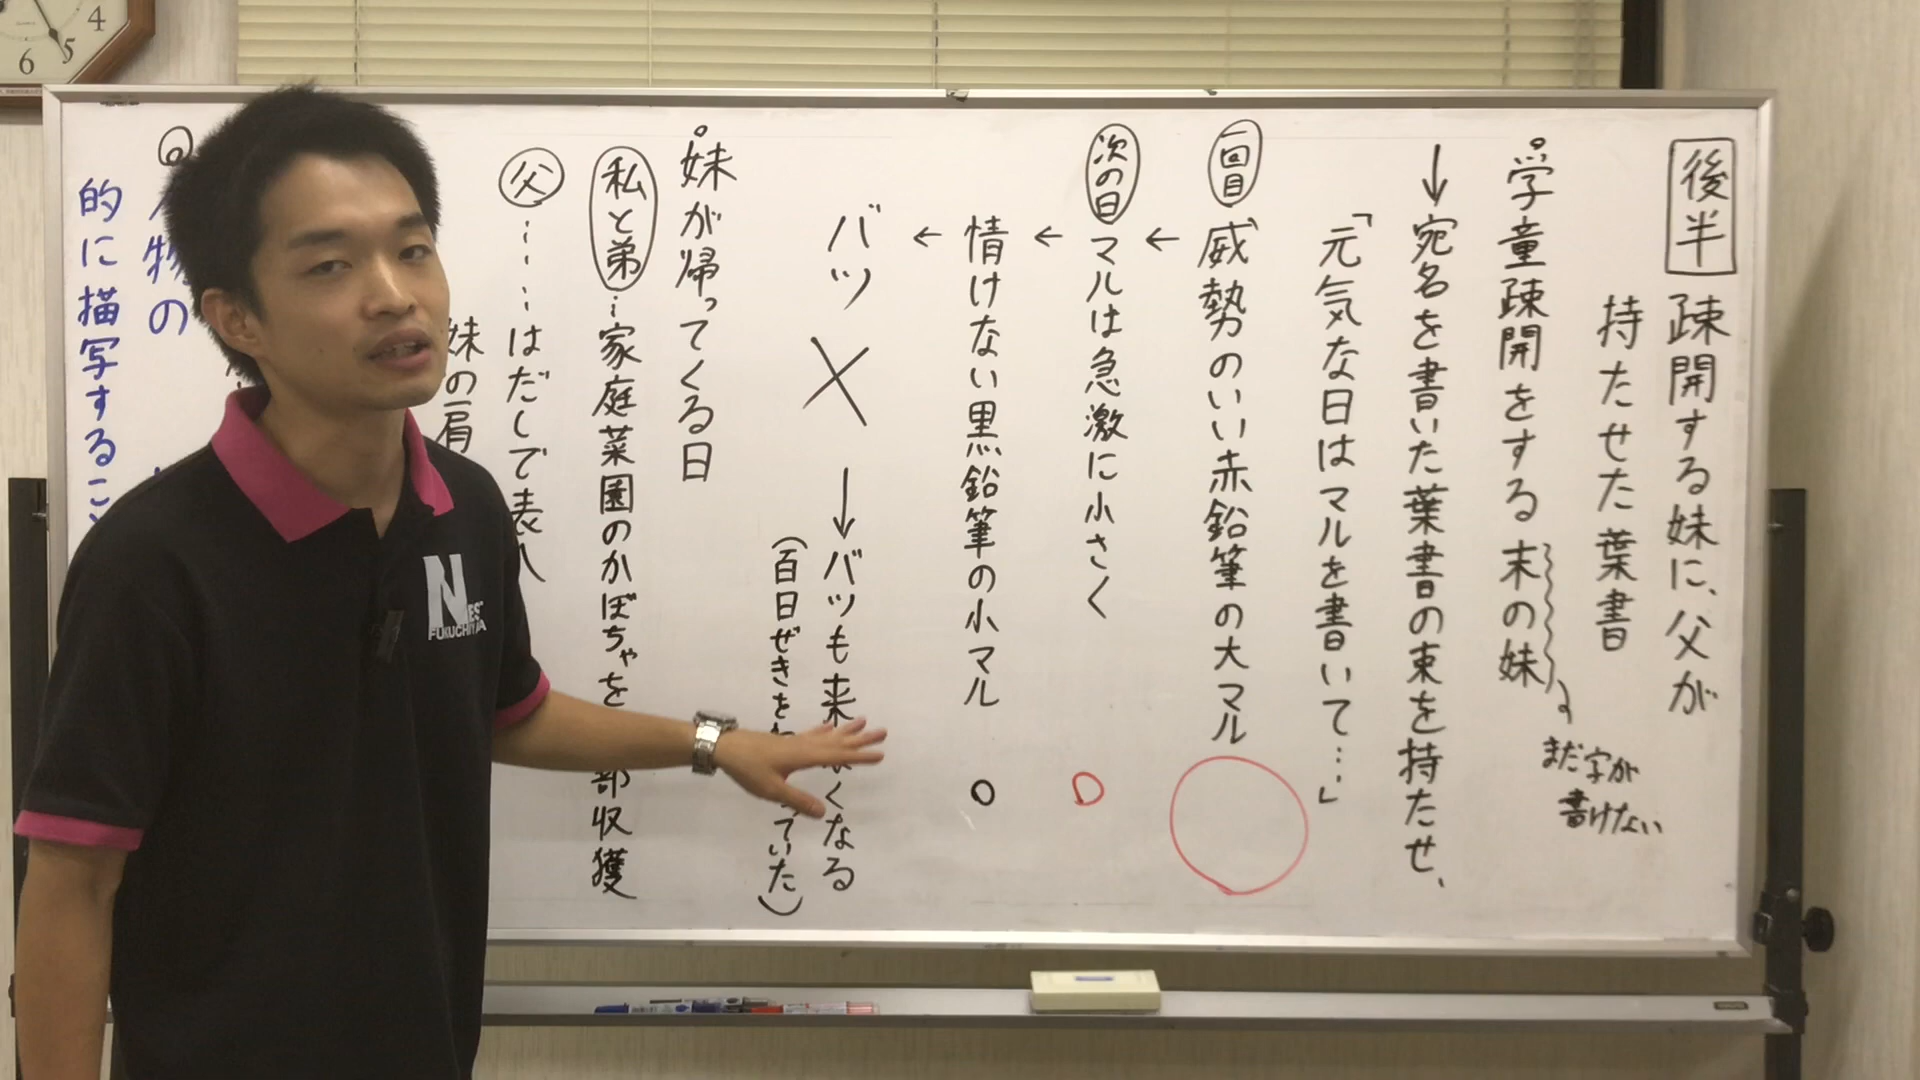 後半
疎開する妹に、父が
持たせた葉書
学童疎開をする末の妹
まだ字が
書けない
↓宛名を書いた葉書の束を持たせ、
「元気な日はマルを書いて…」
一回目
威勢のいい赤鉛筆の大マル
←
次の日
マルは急激に小さく
←
情けない黒鉛筆の小マル
←
バツ ✕ → バツも来なくなる
(百日ぜきをわっていた)
妹が帰ってくる日
私と弟…家庭菜園のかぼちゃを
部収獲
父……はだしで表へ
妹の肩
物の
的に描写するこ
N
EST
FUKUCHIYAMA
4
5
6